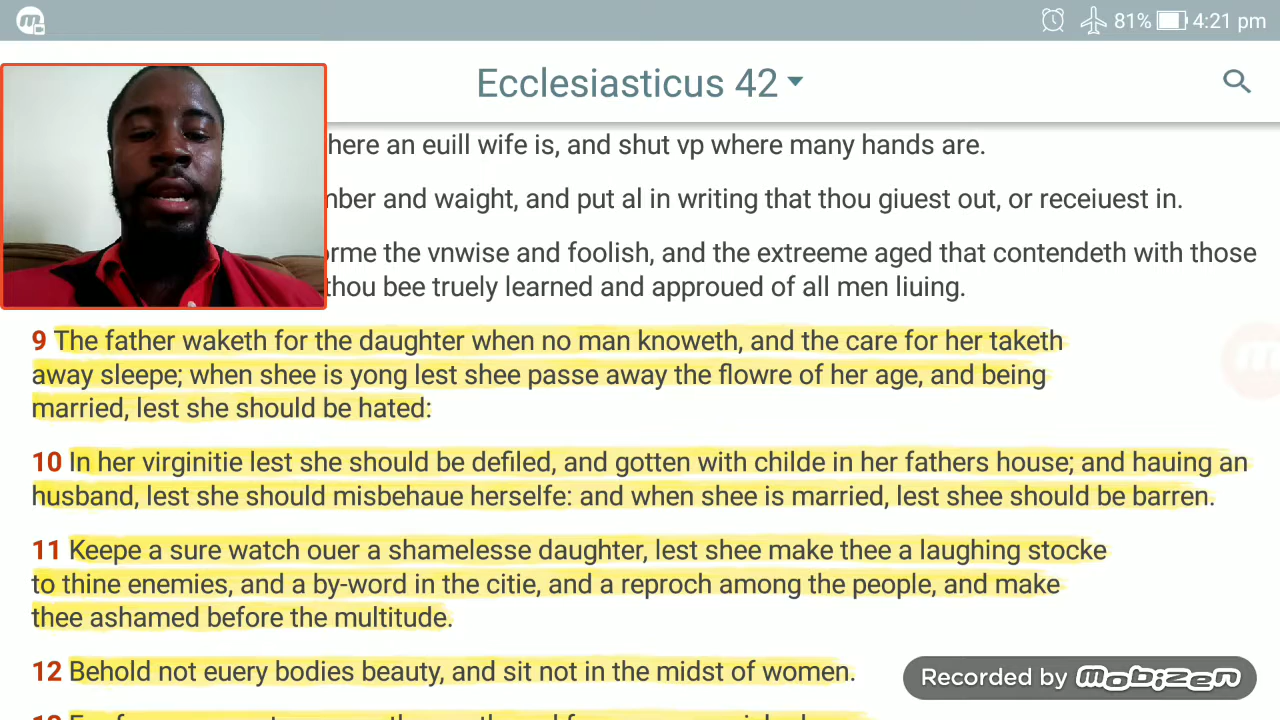 81% 4:21 pm
Ecclesiasticus 42
here an euill wife is, and shut vp where many hands are.
mber and waight, and put al in writing that thou giuest out, or receiuest in.
orme the vnwise and foolish, and the extreeme aged that contendeth with those
thou bee truely learned and approued of all men liuing.
9 The father waketh for the daughter when no man knoweth, and the care for her taketh
away sleepe; when shee is yong lest shee passe away the flowre of her age, and being
married, lest she should be hated:
10 In her virginitie lest she should be defiled, and gotten with childe in her fathers house; and hauing an
husband, lest she should misbehaue herselfe: and when shee is married, lest shee should be barren.
11 Keepe a sure watch ouer a shamelesse daughter, lest shee make thee a laughing stocke
to thine enemies, and a by-word in the citie, and a reproch among the people, and make
thee ashamed before the multitude.
12 Behold not euery bodies beauty, and sit not in the midst of women.
Recorded by mobizen